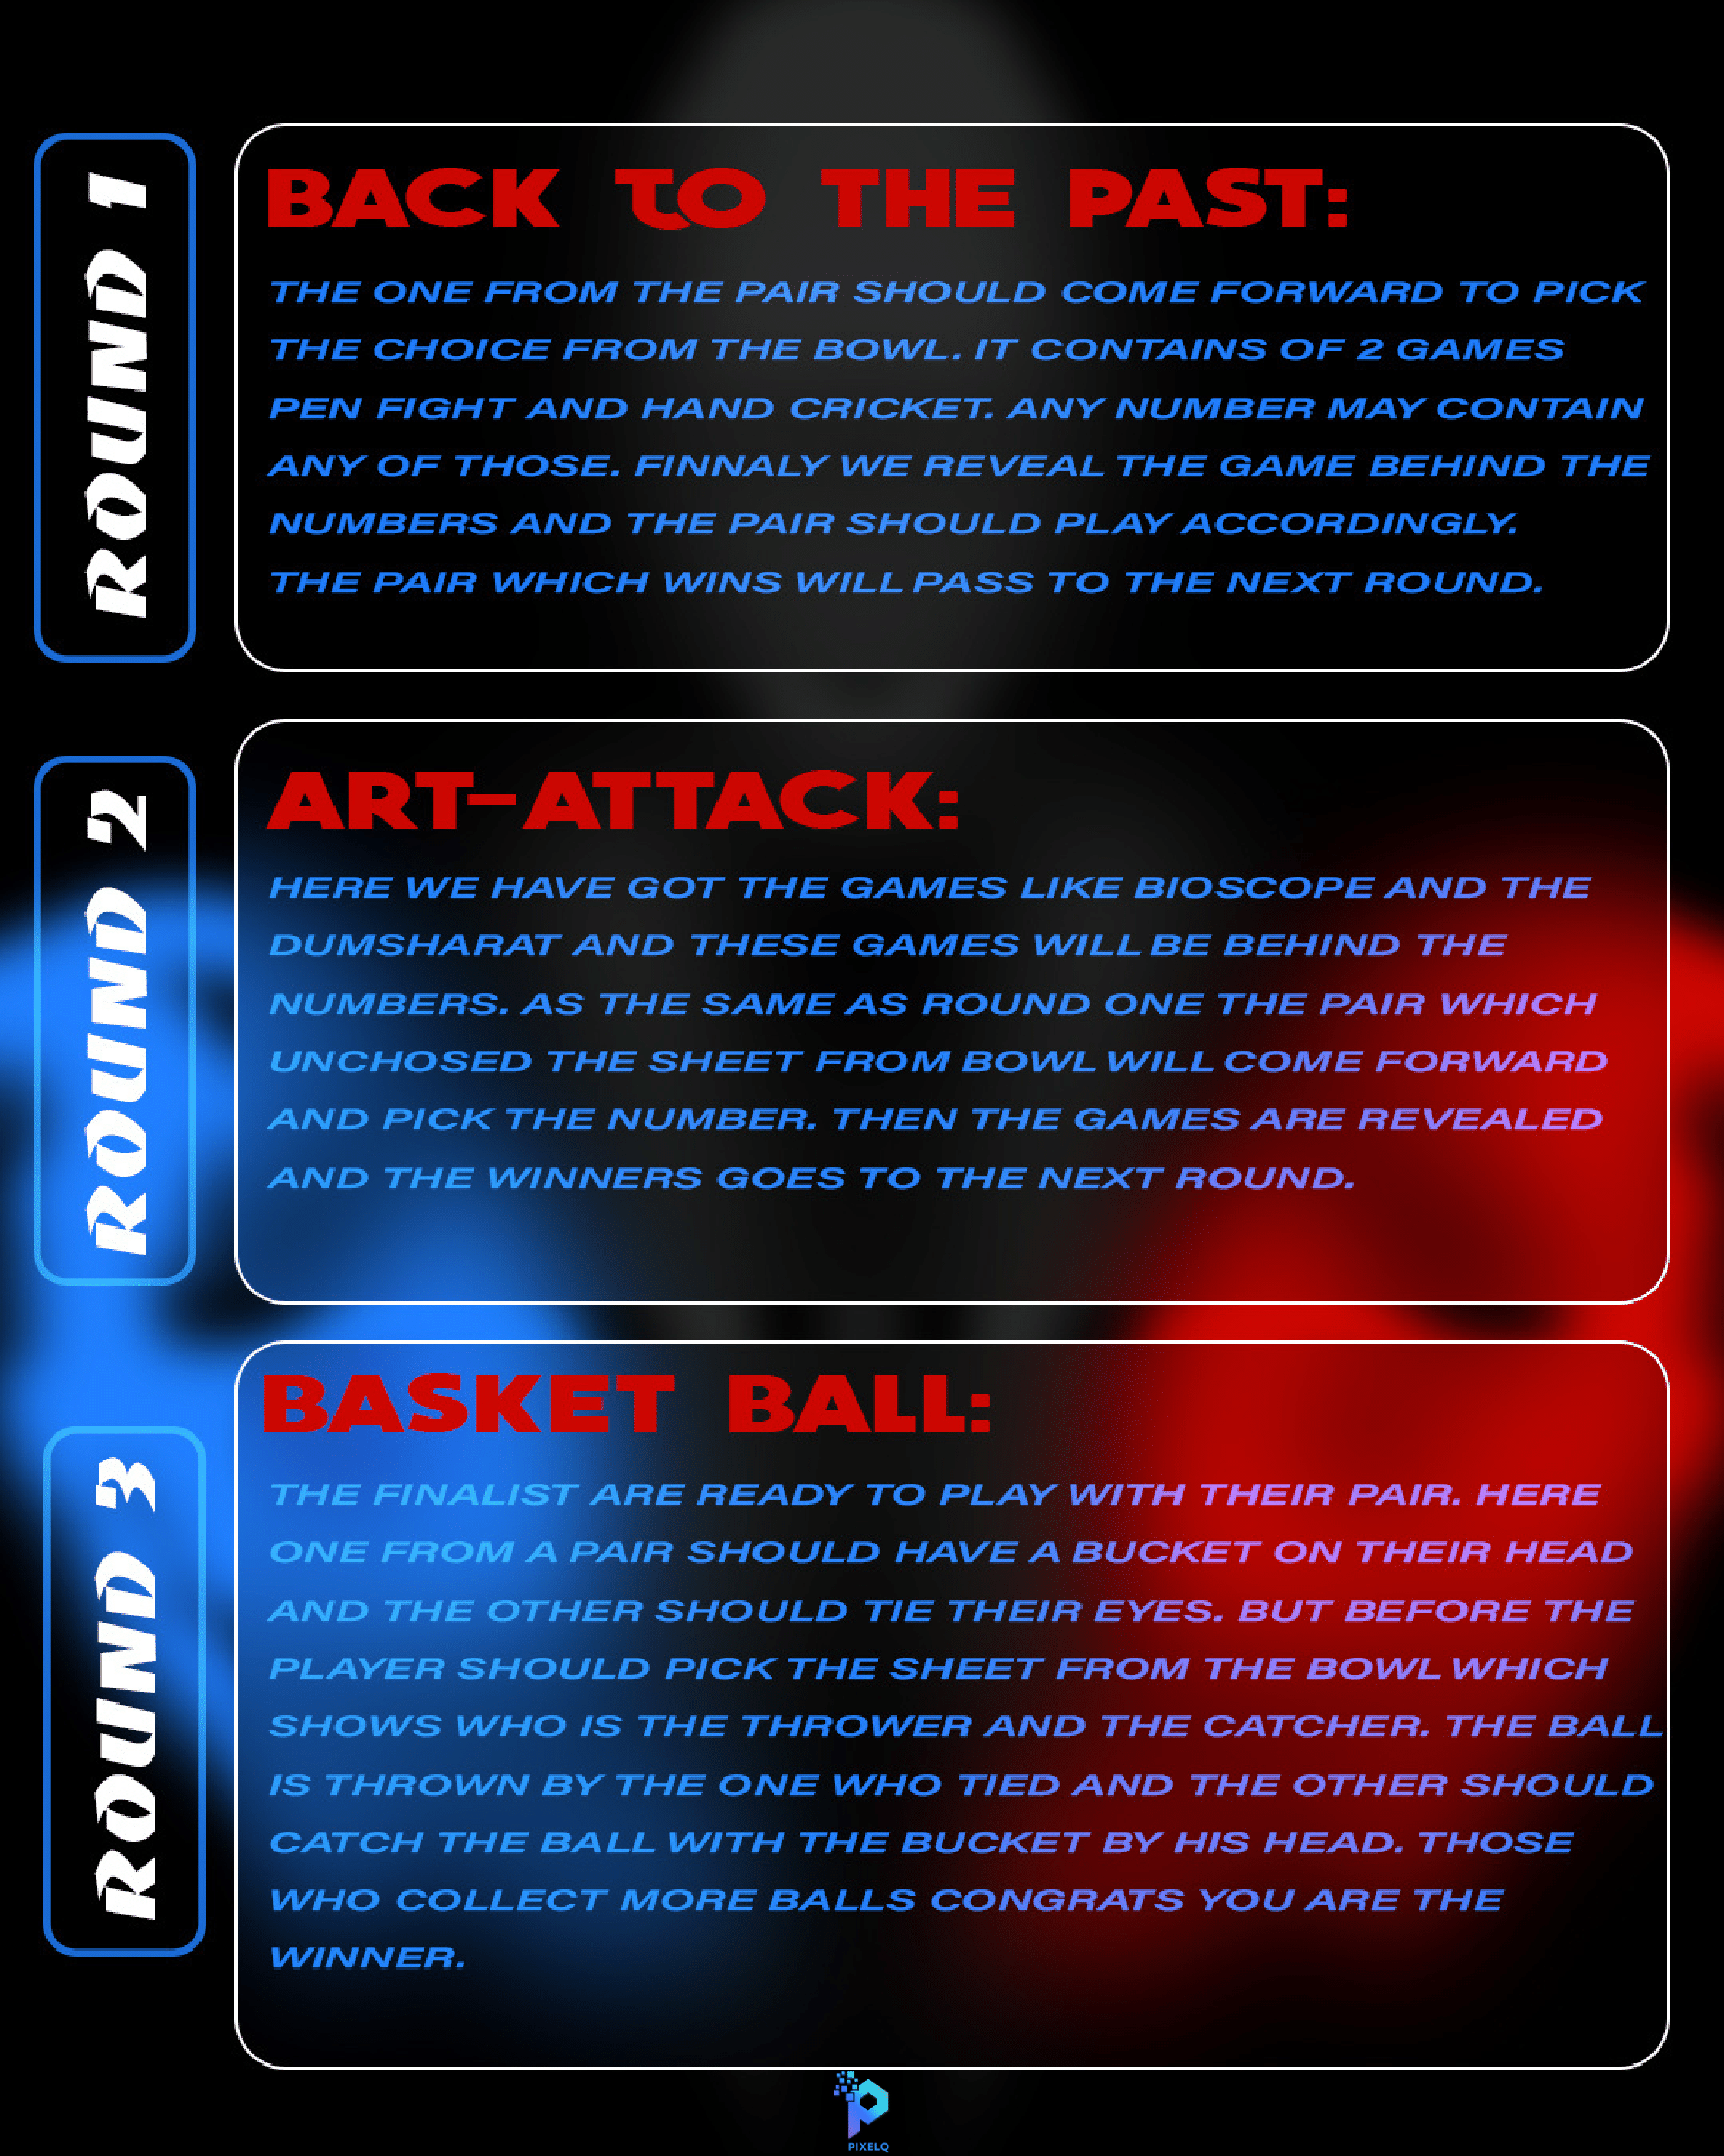 ROUND 1
BACK TO THE PAST:
THE ONE FROM THE PAIR SHOULD COME FORWARD TO PICK
THE CHOICE FROM THE BOWL. IT CONTAINS OF 2 GAMES
PEN FIGHT AND HAND CRICKET. ANY NUMBER MAY CONTAIN
ANY OF THOSE. FINNALY WE REVEAL THE GAME BEHIND THE
NUMBERS AND THE PAIR SHOULD PLAY ACCORDINGLY.
THE PAIR WHICH WINS WILL PASS TO THE NEXT ROUND.
ROUND 2
ART-ATTACK:
HERE WE HAVE GOT THE GAMES LIKE BIOSCOPE AND THE
DUMSHARAT AND THESE GAMES WILL BE BEHIND THE
NUMBERS. AS THE SAME AS ROUND ONE THE PAIR WHICH
UNCHOSED THE SHEET FROM BOWL WILL COME FORWARD
AND PICK THE NUMBER. THEN THE GAMES ARE REVEALED
AND THE WINNERS GOES TO THE NEXT ROUND.
ROUND 3
BASKET BALL:
THE FINALIST ARE READY TO PLAY WITH THEIR PAIR. HERE
ONE FROM A PAIR SHOULD HAVE A BUCKET ON THEIR HEAD
AND THE OTHER SHOULD TIE THEIR EYES. BUT BEFORE THE
PLAYER SHOULD PICK THE SHEET FROM THE BOWL WHICH
SHOWS WHO IS THE THROWER AND THE CATCHER. THE BALL
IS THROWN BY THE ONE WHO TIED AND THE OTHER SHOULD
CATCH THE BALL WITH THE BUCKET BY HIS HEAD. THOSE
WHO COLLECT MORE BALLS CONGRATS YOU ARE THE
WINNER.
PIXELQ